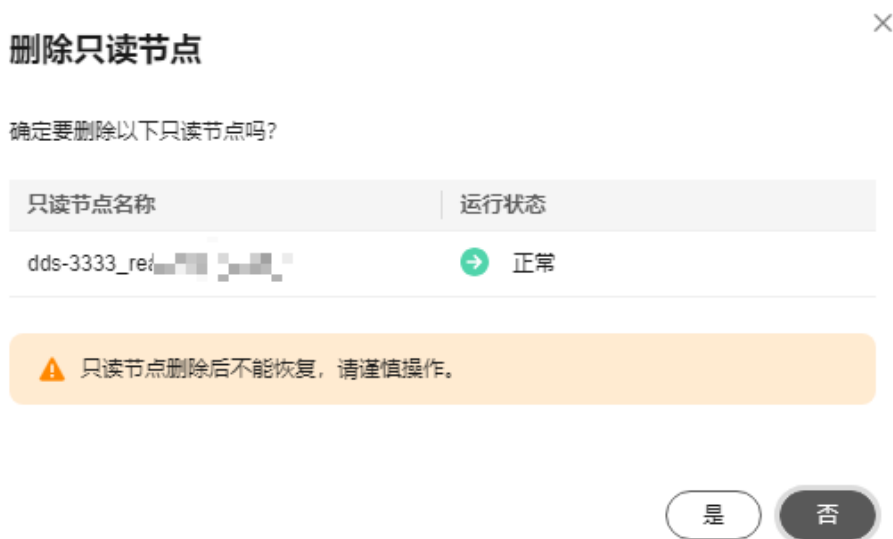 删除只读节点
确定要删除以下只读节点吗?
只读节点名称 运行状态
dds-3333_re 正常
只读节点删除后不能恢复，请谨慎操作。
是 否